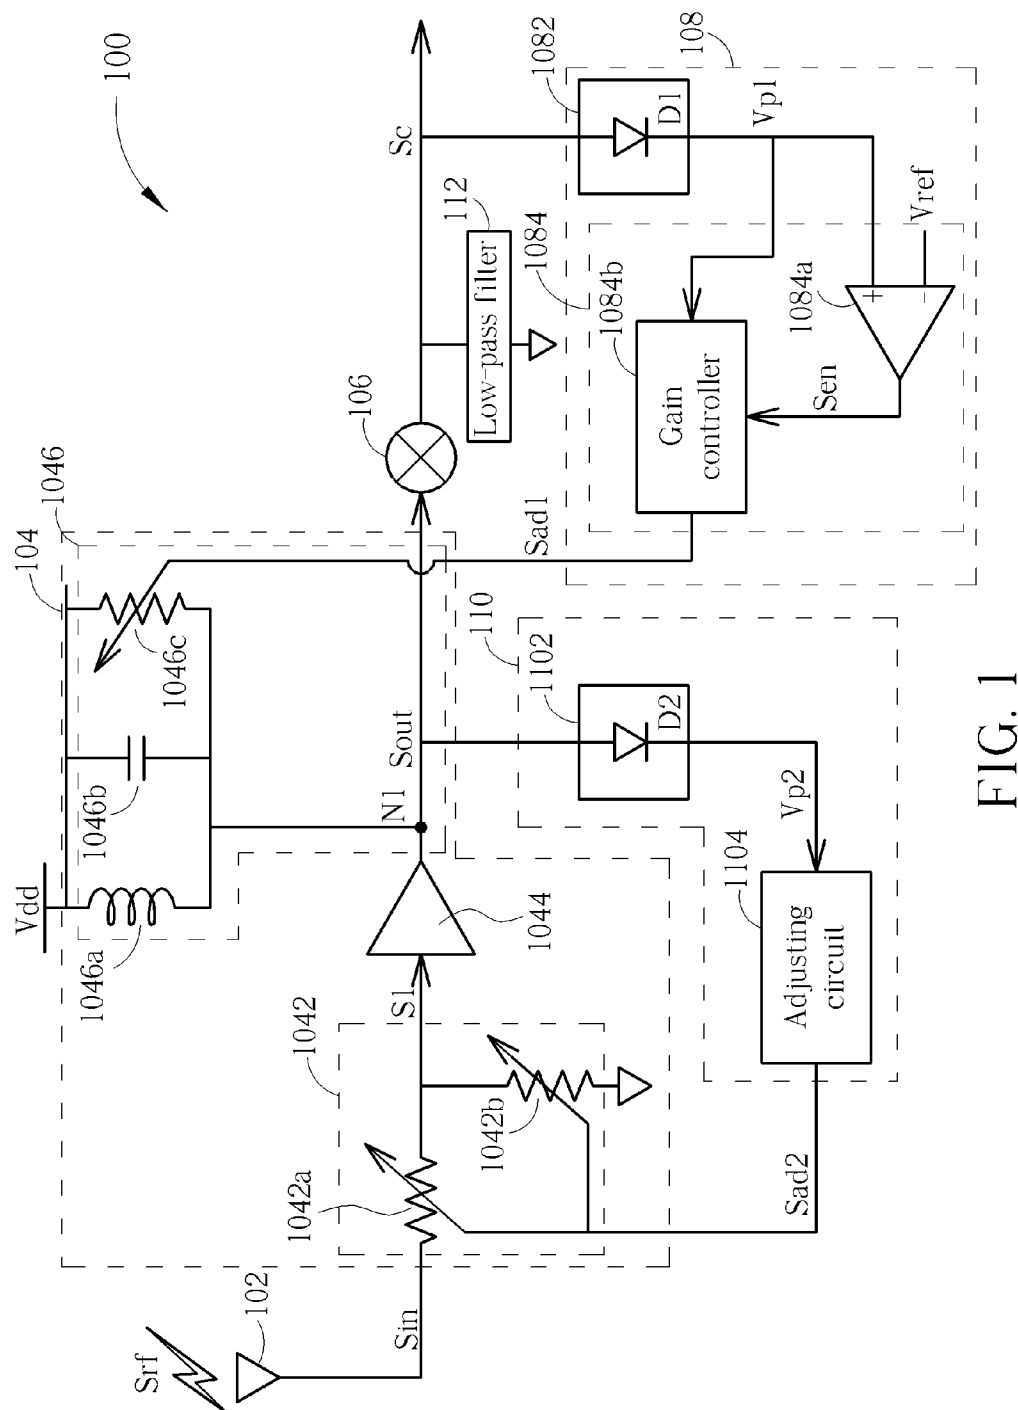 100
Srf
102
Sin
104
1046
Vdd
1046a
1046b
1046c
1042
1042a
1042b
S1
1044
N1
Sout
106
Low-pass filter
112
Sc
Sad1
Sad2
110
1102
D2
Vp2
1104
Adjusting
circuit
108
1082
D1
Vp1
1084
1084b
Gain
controller
Sen
1084a
+
-
Vref
FIG. 1